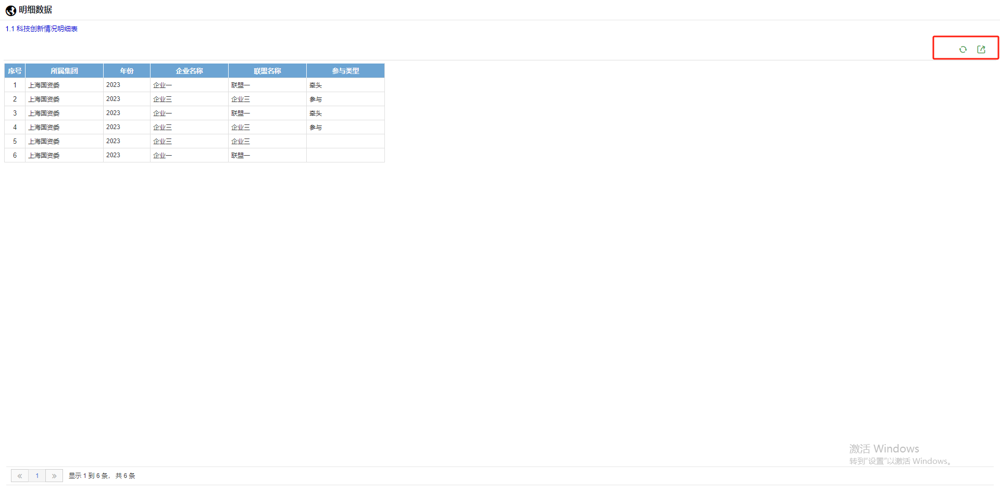 明细数据
1.1 科技创新情况明细表
序号 所属集团 年份 企业名称 联盟名称 参与类型
1 上海国资委 2023 企业一 联盟一 牵头
2 上海国资委 2023 企业三 企业三 参与
3 上海国资委 2023 企业一 联盟一 牵头
4 上海国资委 2023 企业三 企业三 参与
5 上海国资委 2023 企业三 企业三
6 上海国资委 2023 企业一 联盟一
激活 Windows
转到“设置”以激活 Windows。
« 1 » 显示 1 到 6 条， 共 6 条